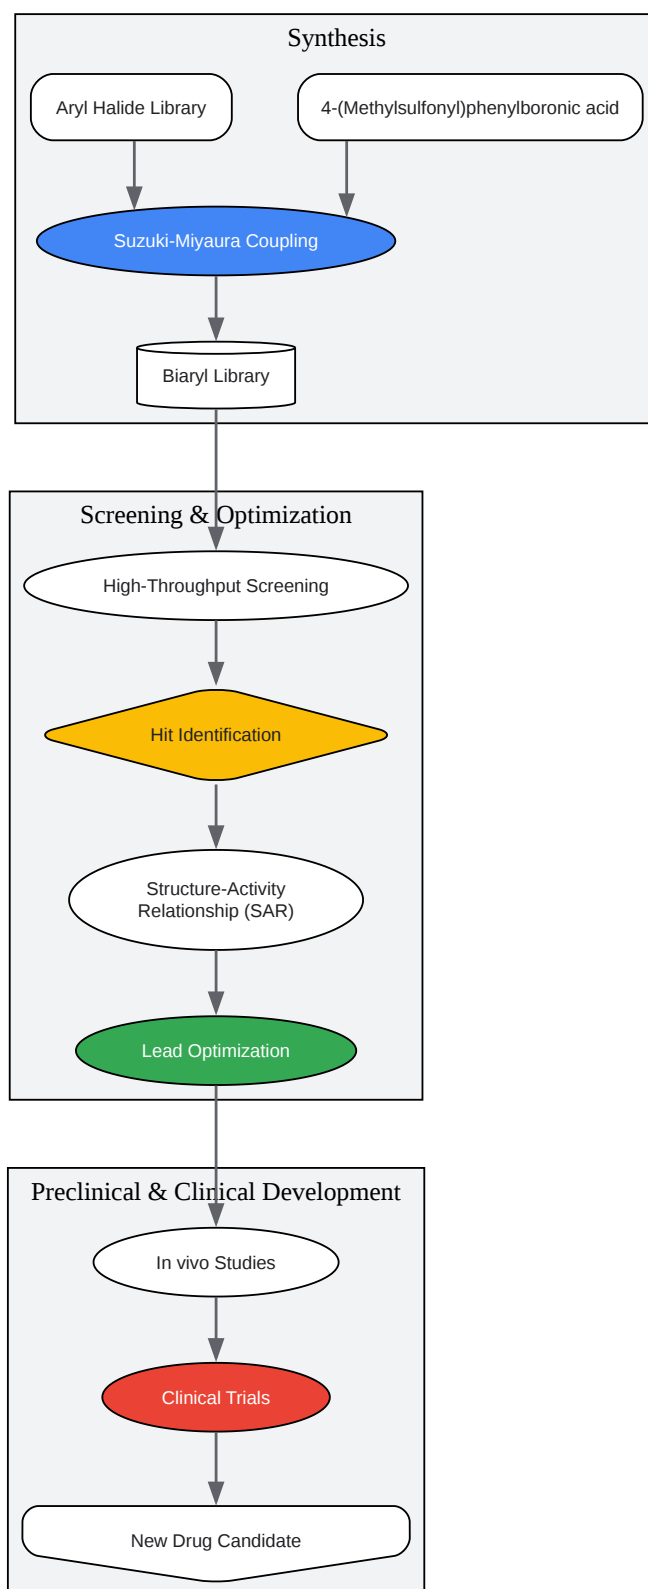 Synthesis
Aryl Halide Library
4-(Methylsulfonyl)phenylboronic acid
Suzuki-Miyaura Coupling
Biaryl Library
Screening & Optimization
High-Throughput Screening
Hit Identification
Structure-Activity
Relationship (SAR)
Lead Optimization
Preclinical & Clinical Development
In vivo Studies
Clinical Trials
New Drug Candidate